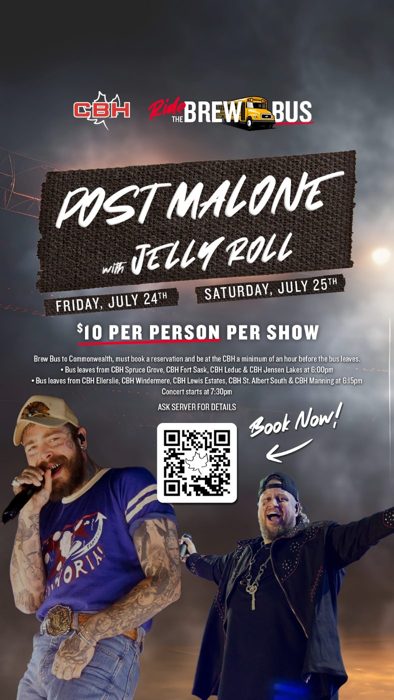 CBH
Ride THE BREW BUS
POST MALONE
with JELLY ROLL
FRIDAY, JULY 24TH
SATURDAY, JULY 25TH
$10 PER PERSON PER SHOW
Brew Bus to Commonwealth, must book a reservation and be at the CBH a minimum of an hour before the bus leaves.
• Bus leaves from CBH Spruce Grove, CBH Fort Sask, CBH Leduc & CBH Jensen Lakes at 6:00pm
• Bus leaves from CBH Ellerslie, CBH Windermere, CBH Lewis Estates, CBH St. Albert South & CBH Manning at 6:15pm
Concert starts at 7:30pm
ASK SERVER FOR DETAILS
Book Now!